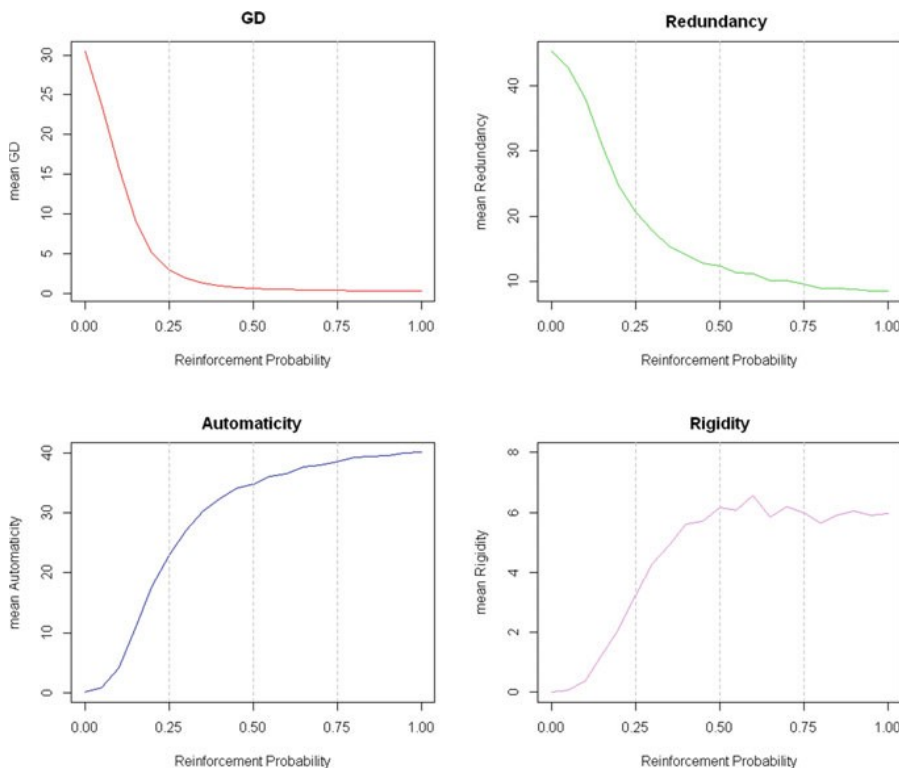 GD
mean GD
30
25
20
15
10
5
0
0.00 0.25 0.50 0.75 1.00
Reinforcement Probability
Redundancy
mean Redundancy
40
30
20
10
0.00 0.25 0.50 0.75 1.00
Reinforcement Probability
Automaticity
mean Automaticity
40
30
20
10
0
0.00 0.25 0.50 0.75 1.00
Reinforcement Probability
Rigidity
mean Rigidity
8
6
4
2
0
0.00 0.25 0.50 0.75 1.00
Reinforcement Probability